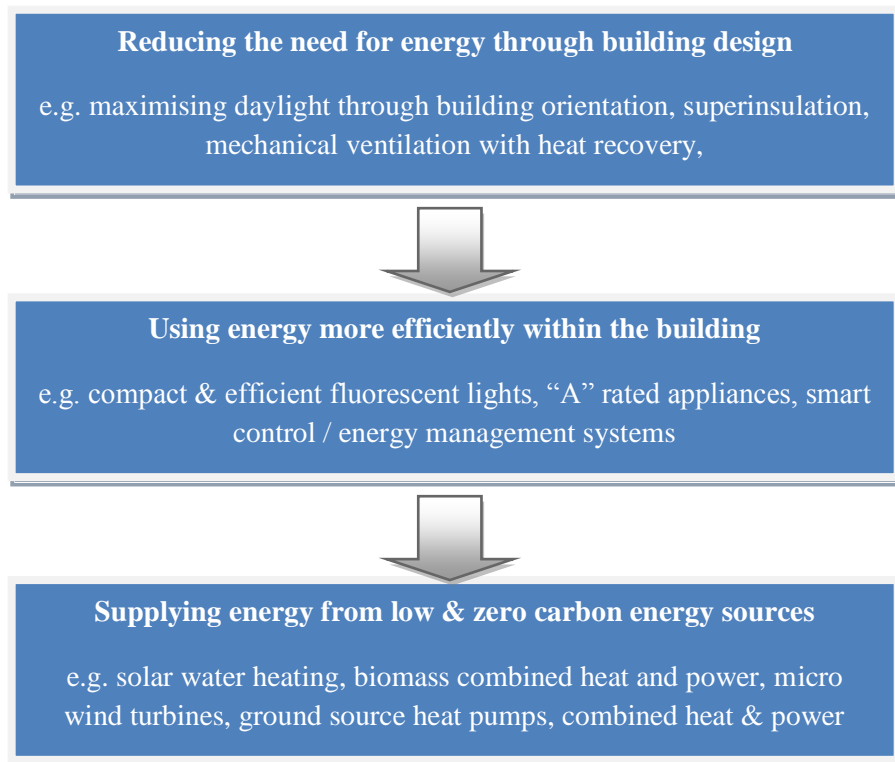 Reducing the need for energy through building design
e.g. maximising daylight through building orientation, superinsulation,
mechanical ventilation with heat recovery,
Using energy more efficiently within the building
e.g. compact & efficient fluorescent lights, “A” rated appliances, smart
control / energy management systems
Supplying energy from low & zero carbon energy sources
e.g. solar water heating, biomass combined heat and power, micro
wind turbines, ground source heat pumps, combined heat & power